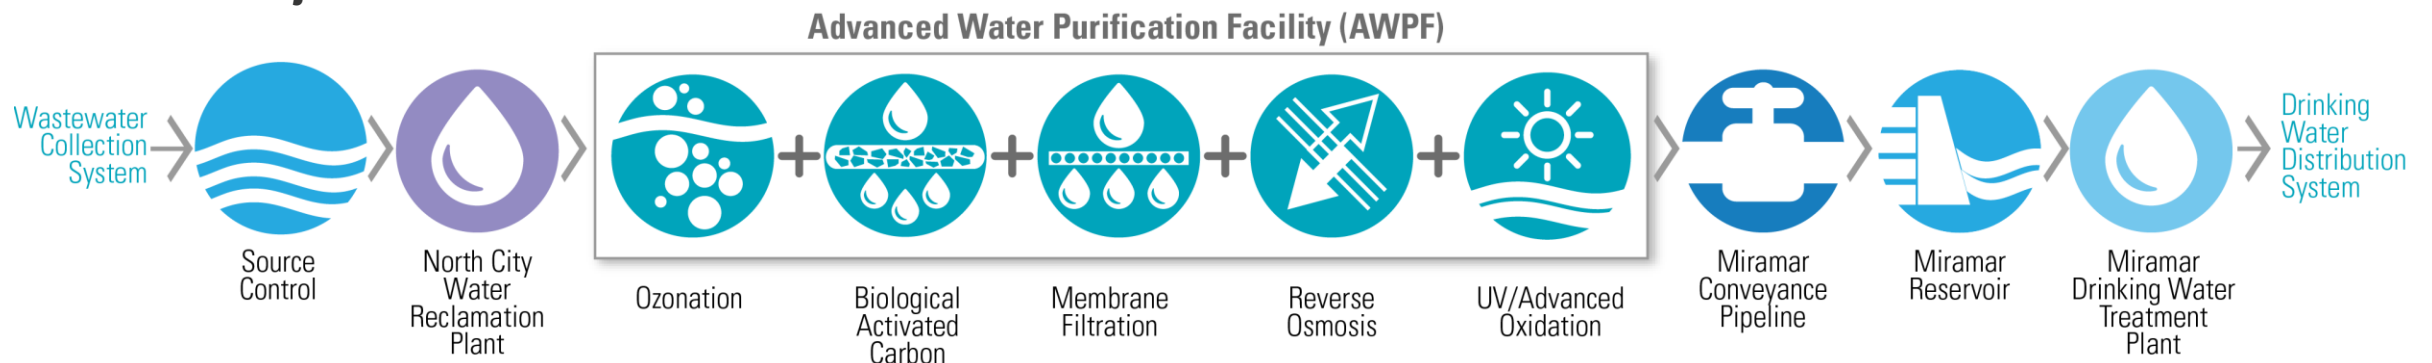 Advanced Water Purification Facility (AWPF)
Wastewater
Collection
System
Source
Control
North City
Water
Reclamation
Plant
Ozonation
Biological
Activated
Carbon
Membrane
Filtration
Reverse
Osmosis
UV/Advanced
Oxidation
Miramar
Conveyance
Pipeline
Miramar
Reservoir
Miramar
Drinking Water
Treatment
Plant
Drinking
Water
Distribution
System